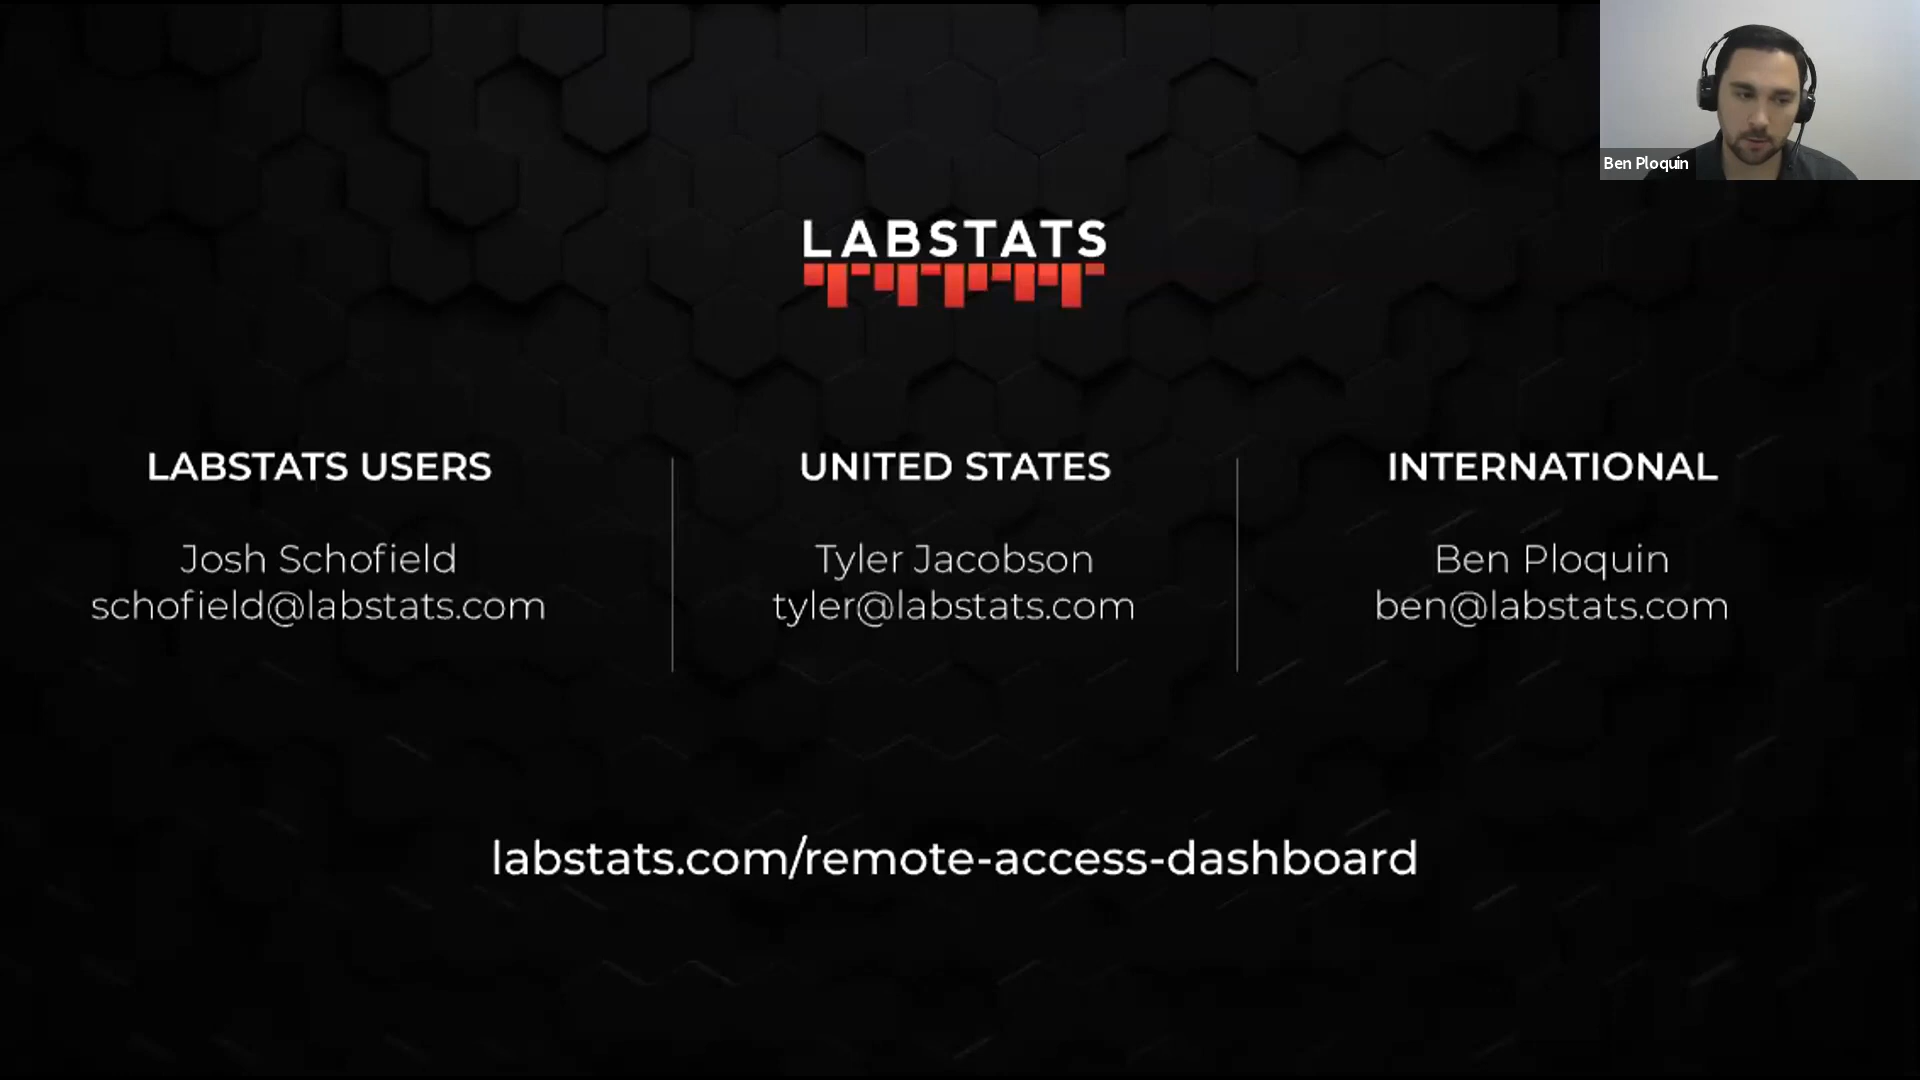 Ben Ploquin
LABSTATS
LABSTATS USERS
Josh Schofield
schofield@labstats.com
UNITED STATES
Tyler Jacobson
tyler@labstats.com
INTERNATIONAL
Ben Ploquin
ben@labstats.com
labstats.com/remote-access-dashboard